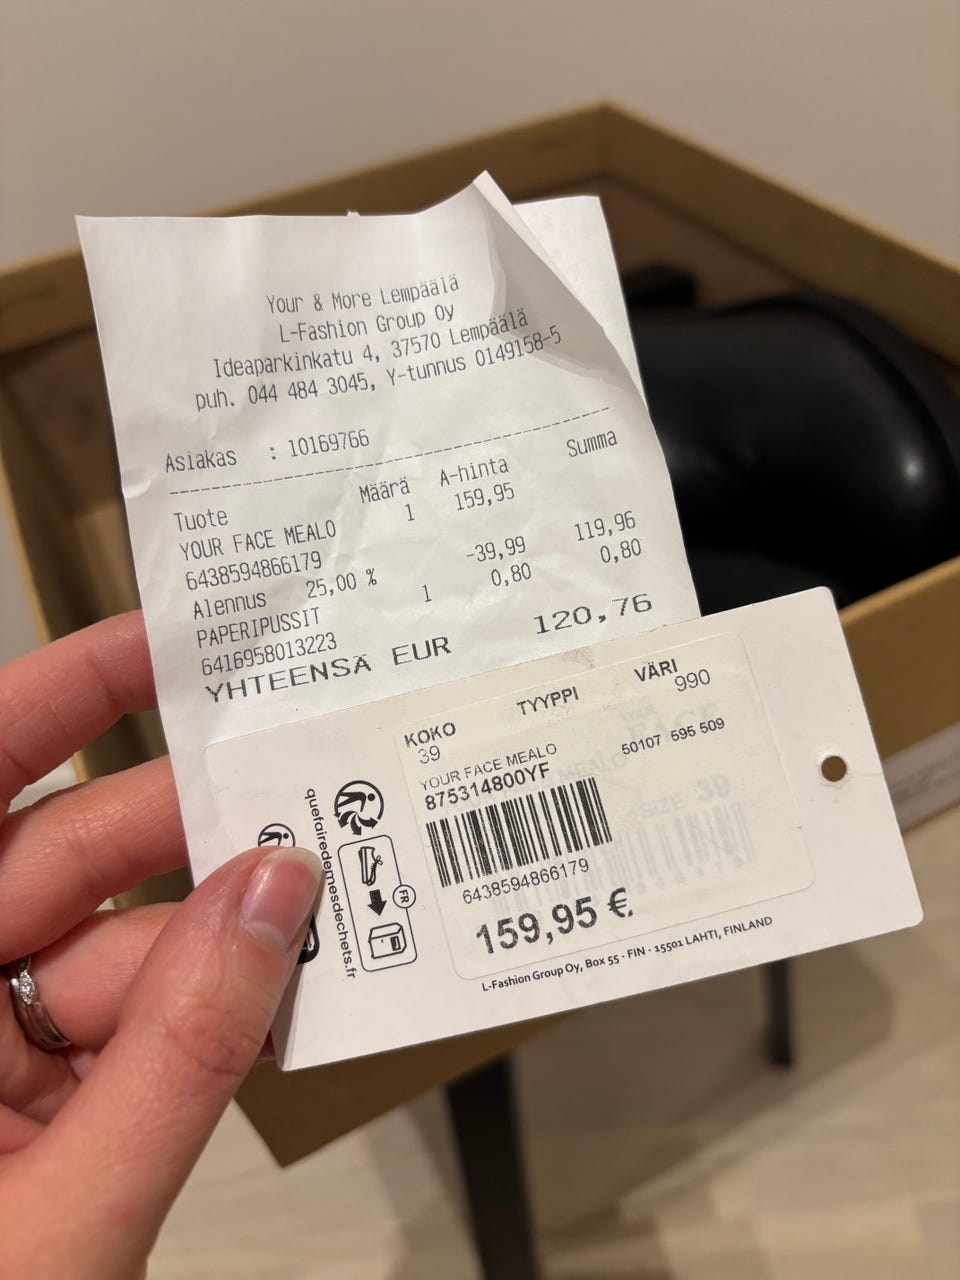 Your & More Lempäälä
L-Fashion Group Oy
Ideaparkinkatu 4, 37570 Lempäälä
puh. 044 484 3045, Y-tunnus 0149158-5
Asiakas : 10169766
Tuote Määrä A-hinta Summa
YOUR FACE MEALO 1 159,95
6438594866179
Alennus 25,00 % -39,99 119,96
PAPERIPUSSIT 1 0,80 0,80
6416958013223
YHTEENSÄ EUR 120,76
KOKO TYYPPI VÄRI
39 990
YOUR FACE MEALO 50107 595 509
875314800YF
6438594866179
159,95 €
L-Fashion Group Oy, Box 55 - FIN - 15501 LAHTI, FINLAND
quefairedemesdechets.fr
FR
SIZE 39